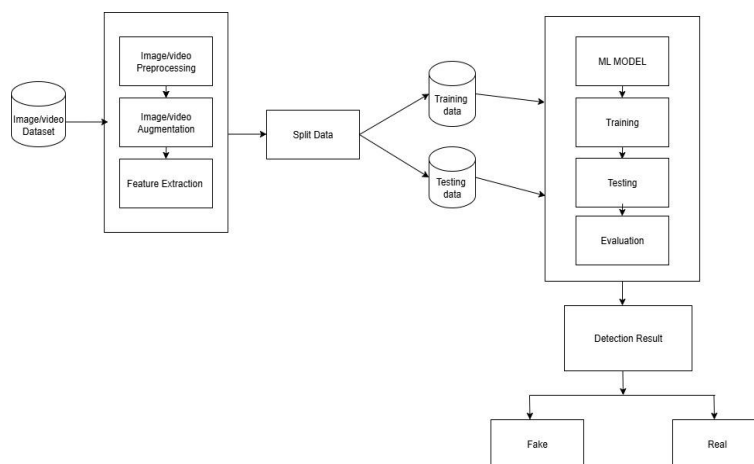 Image/video
Preprocessing
Image/video
Dataset
Image/video
Augmentation
Feature Extraction
Split Data
Training
data
Testing
data
ML MODEL
Training
Testing
Evaluation
Detection Result
Fake
Real